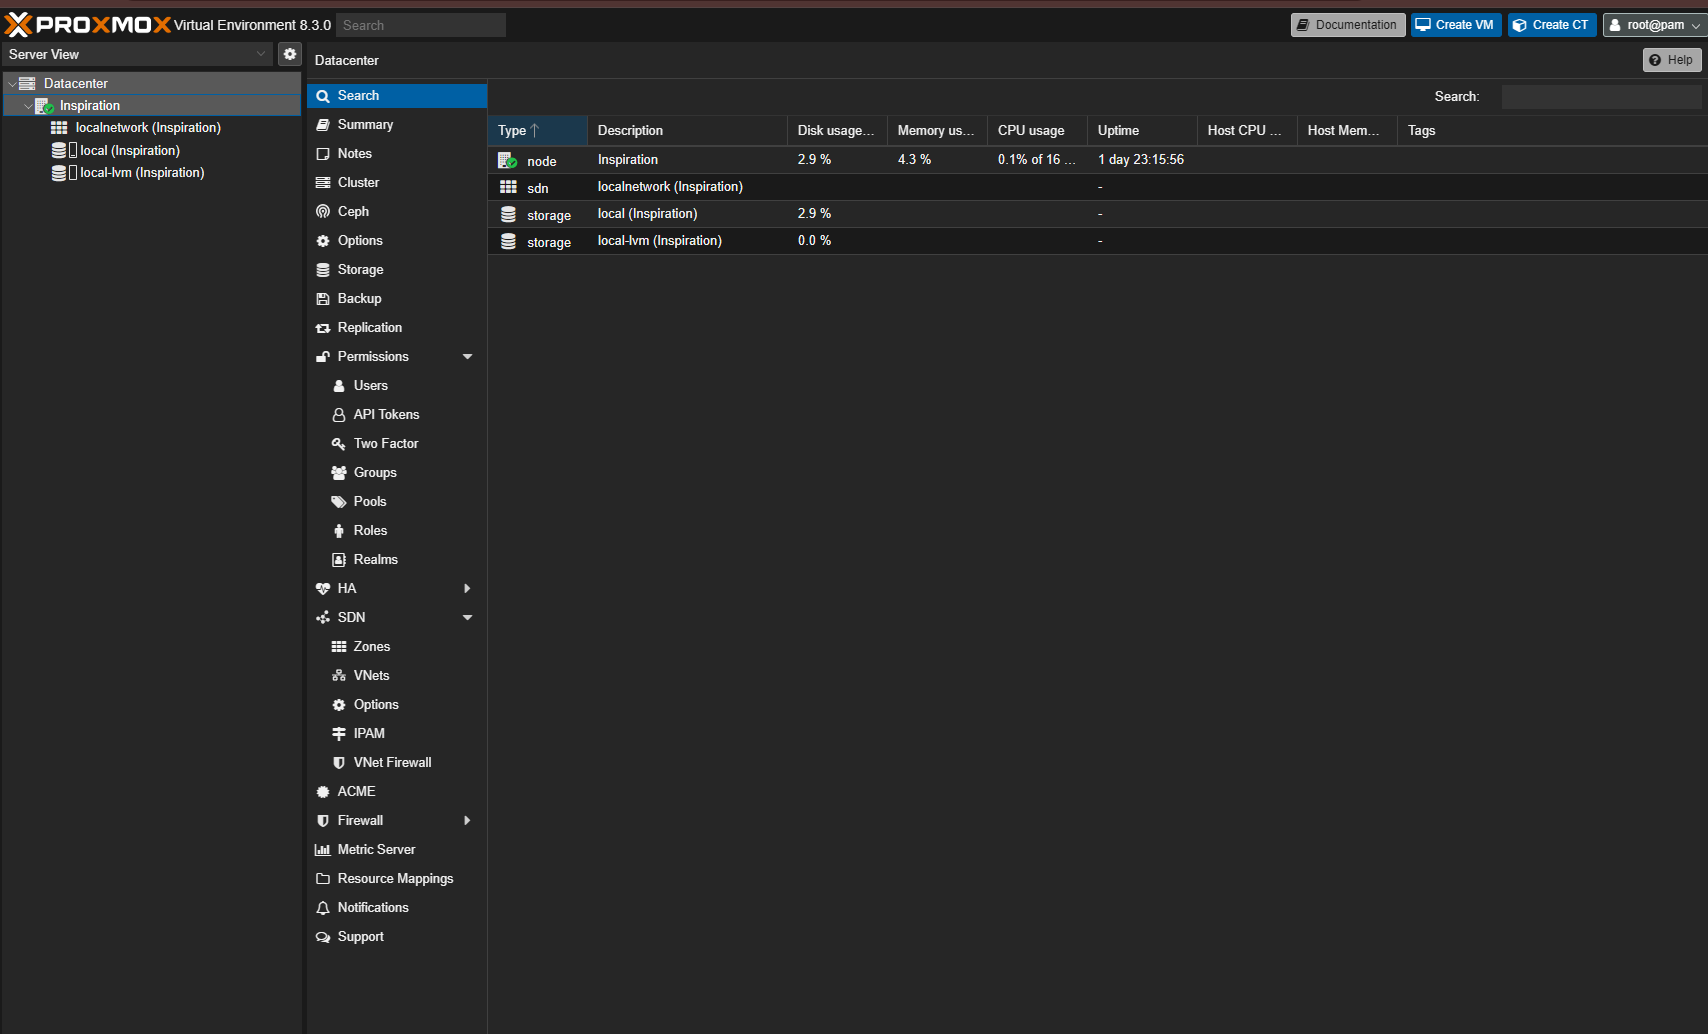 PROXMOX Virtual Environment 8.3.0 Search Documentation Create VM Create CT root@pam
Server View
Datacenter
Inspiration
localnetwork (Inspiration)
local (Inspiration)
local-lvm (Inspiration)
Datacenter Help
Search
Summary
Notes
Cluster
Ceph
Options
Storage
Backup
Replication
Permissions
Users
API Tokens
Two Factor
Groups
Pools
Roles
Realms
HA
SDN
Zones
VNets
Options
IPAM
VNet Firewall
ACME
Firewall
Metric Server
Resource Mappings
Notifications
Support
Search:
Type Description Disk usage... Memory us... CPU usage Uptime Host CPU ... Host Mem... Tags
node Inspiration 2.9 % 4.3 % 0.1% of 16 ... 1 day 23:15:56
sdn localnetwork (Inspiration) -
storage local (Inspiration) 2.9 % -
storage local-lvm (Inspiration) 0.0 % -